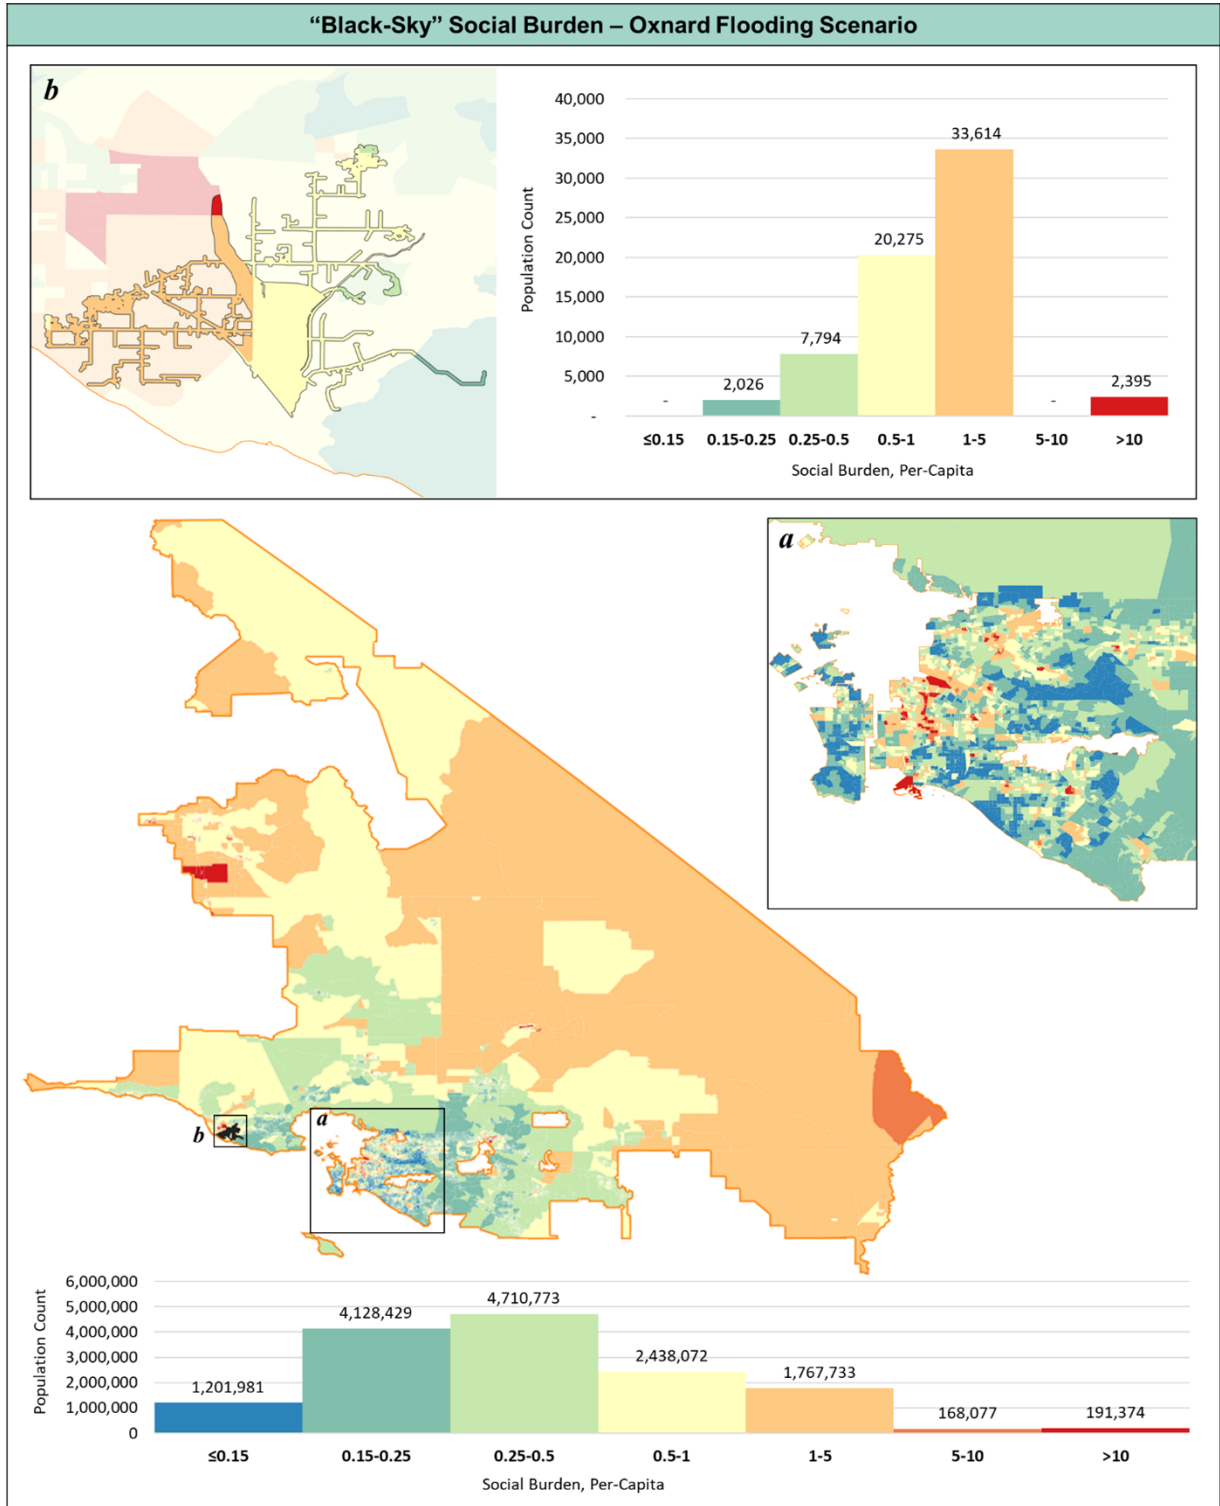 “Black-Sky” Social Burden – Oxnard Flooding Scenario
b
Population Count
40,000
35,000
30,000
25,000
20,000
15,000
10,000
5,000
-
-
2,026
7,794
20,275
33,614
-
2,395
≤0.15 0.15-0.25 0.25-0.5 0.5-1 1-5 5-10 >10
Social Burden, Per-Capita
a
b
a
Population Count
6,000,000
5,000,000
4,000,000
3,000,000
2,000,000
1,000,000
0
1,201,981
4,128,429
4,710,773
2,438,072
1,767,733
168,077
191,374
≤0.15 0.15-0.25 0.25-0.5 0.5-1 1-5 5-10 >10
Social Burden, Per-Capita